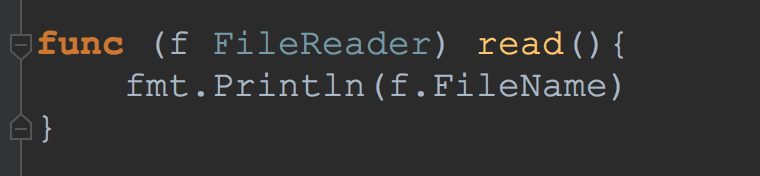 func (f FileReader) read(){
    fmt.Println(f.FileName)
}